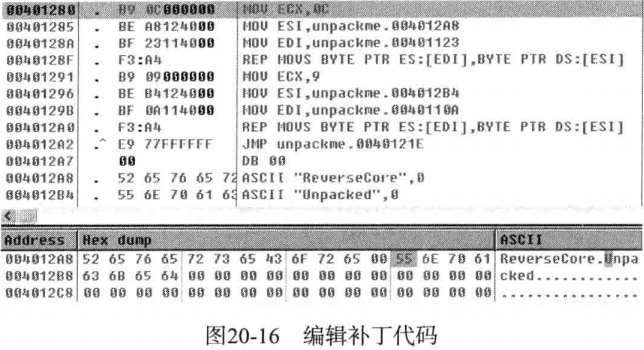 00401280 . B9 0C000000 MOV ECX,0C
00401285 . BE A8124000 MOV ESI,unpackme.004012A8
0040128A . BF 23114000 MOV EDI,unpackme.00401123
0040128F . F3:A4 REP MOVS BYTE PTR ES:[EDI],BYTE PTR DS:[ESI]
00401291 . B9 09000000 MOV ECX,9
00401296 . BE B4124000 MOV ESI,unpackme.004012B4
0040129B . BF 0A114000 MOV EDI,unpackme.0040110A
004012A0 . F3:A4 REP MOVS BYTE PTR ES:[EDI],BYTE PTR DS:[ESI]
004012A2 .^ E9 77FFFFFF JMP unpackme.0040121E
004012A7 00 DB 00
004012A8 . 52 65 76 65 72 ASCII "ReverseCore",0
004012B4 . 55 6E 70 61 63 ASCII "Unpacked",0
Address Hex dump ASCII
004012A8 52 65 76 65 72 73 65 43 6F 72 65 00 55 6E 70 61 ReverseCore.Unpa
004012B8 63 6B 65 64 00 00 00 00 00 00 00 00 00 00 00 00 cked............
004012C8 00 00 00 00 00 00 00 00 00 00 00 00 00 00 00 00 ................
图20-16 编辑补丁代码